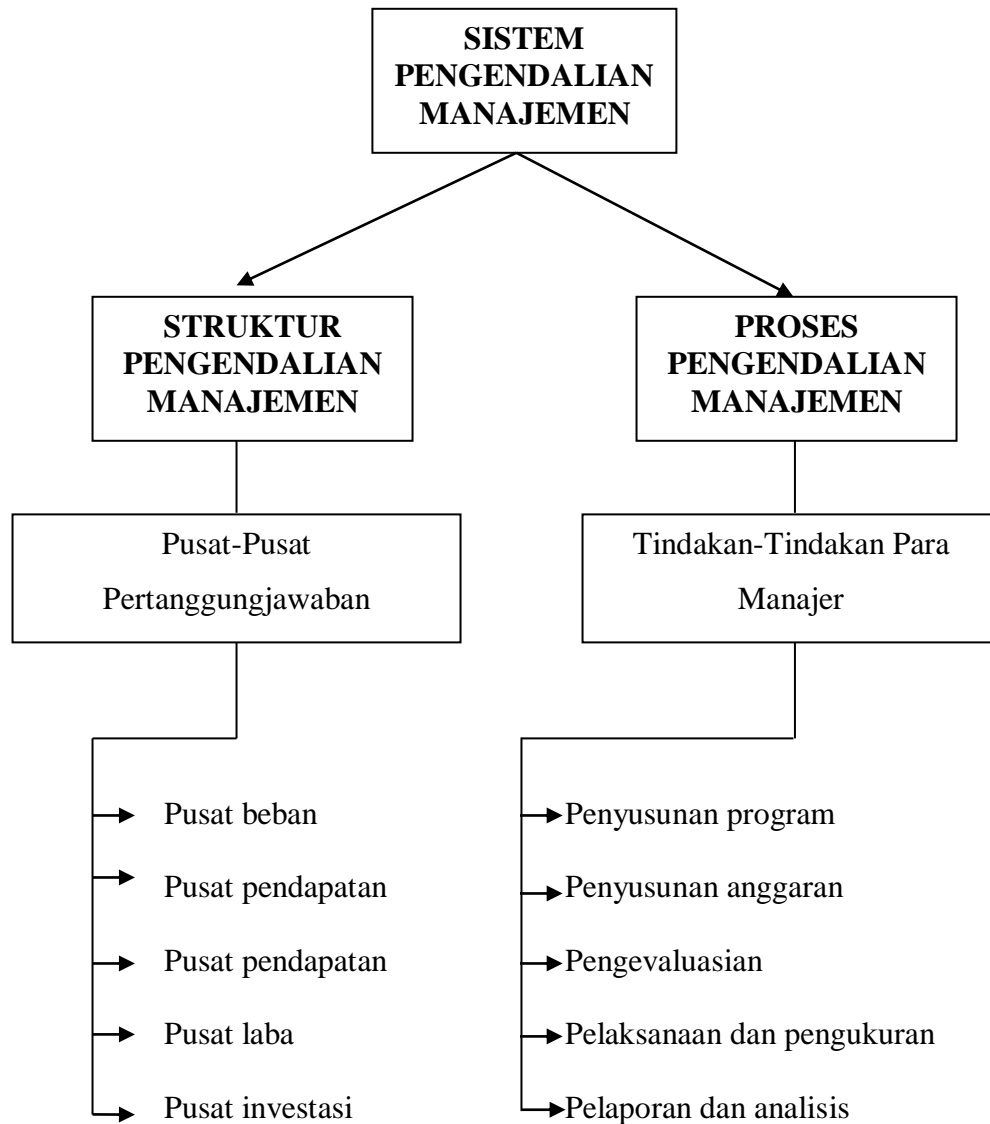 SISTEM
PENGENDALIAN
MANAJEMEN
STRUKTUR
PENGENDALIAN
MANAJEMEN
Pusat-Pusat
Pertanggungjawaban
Pusat beban
Pusat pendapatan
Pusat pendapatan
Pusat laba
Pusat investasi
PROSES
PENGENDALIAN
MANAJEMEN
Tindakan-Tindakan Para
Manajer
Penyusunan program
Penyusunan anggaran
Pengevaluasian
Pelaksanaan dan pengukuran
Pelaporan dan analisis